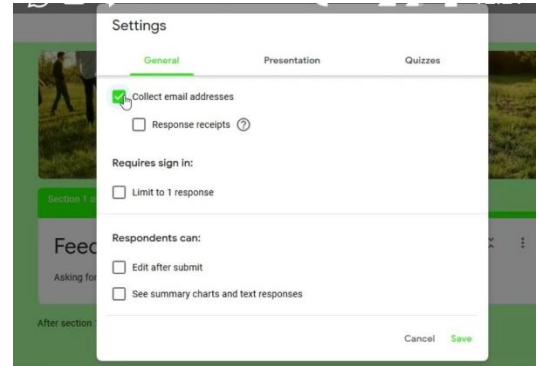 Settings
General Presentation Quizzes
Collect email addresses
Response receipts
Requires sign in:
Limit to 1 response
Section 1
Respondents can:
Feed
Asking for
Edit after submit
See summary charts and text responses
After section
Cancel Save